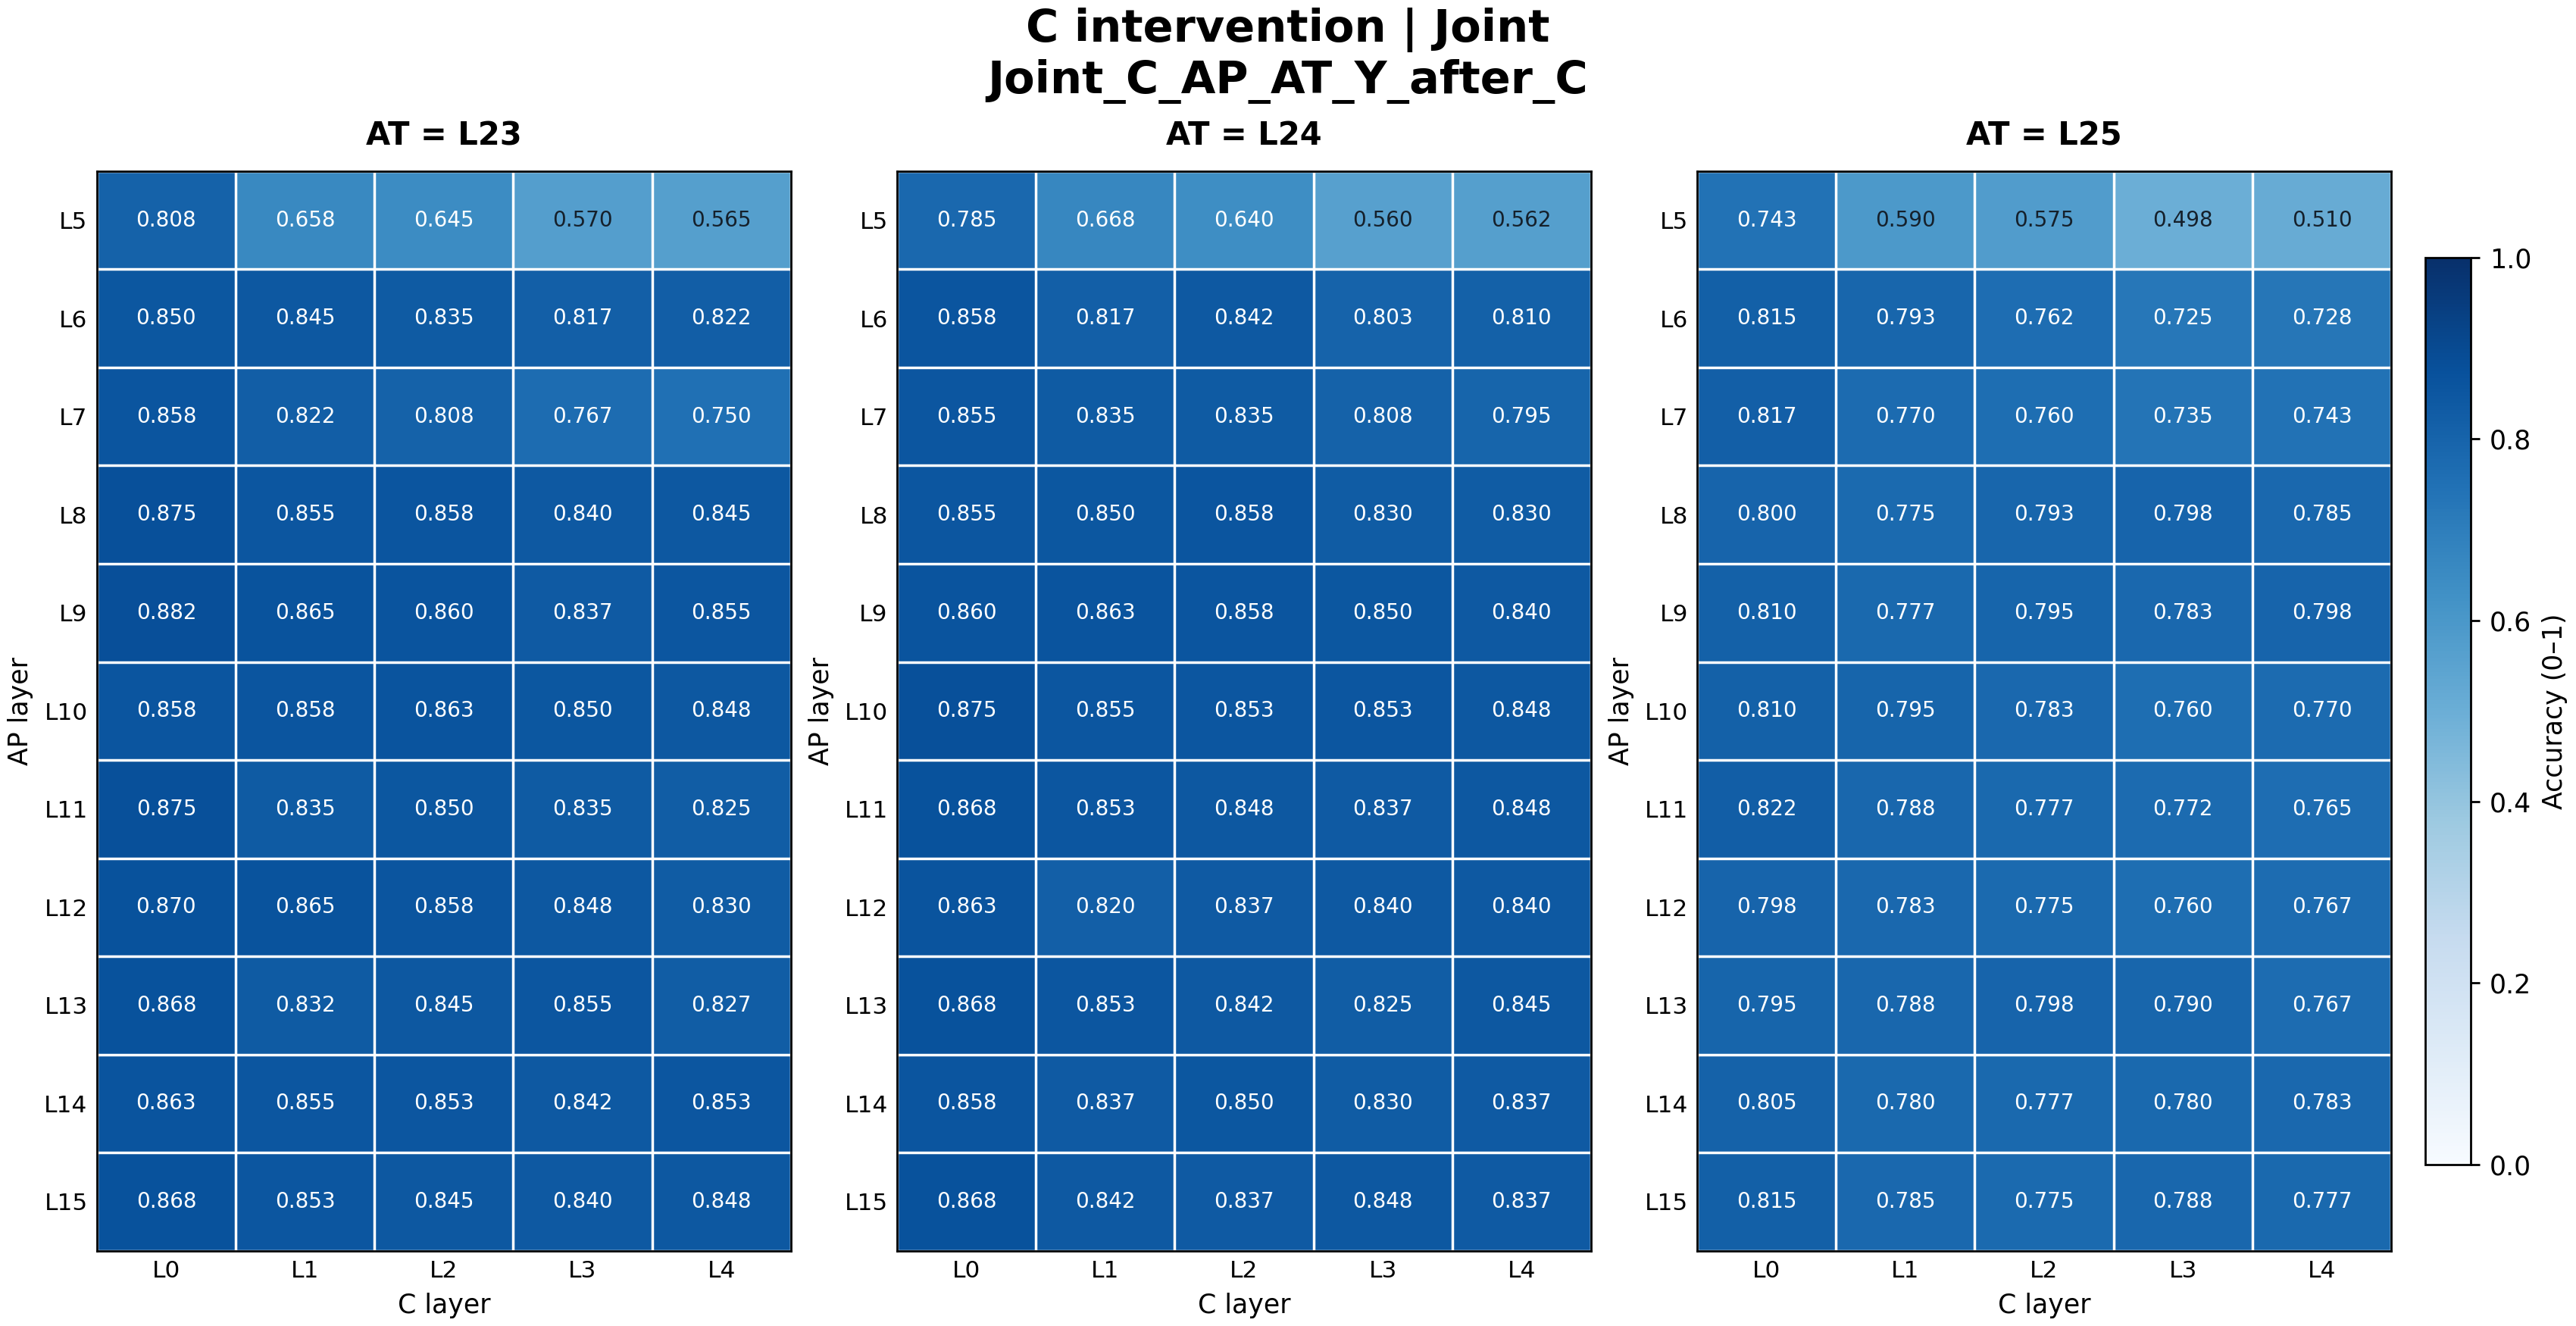 C intervention | Joint
Joint_C_AP_AT_Y_after_C
AT = L23
AP layer
L5 0.808 0.658 0.645 0.570 0.565
L6 0.850 0.845 0.835 0.817 0.822
L7 0.858 0.822 0.808 0.767 0.750
L8 0.875 0.855 0.858 0.840 0.845
L9 0.882 0.865 0.860 0.837 0.855
L10 0.858 0.858 0.863 0.850 0.848
L11 0.875 0.835 0.850 0.835 0.825
L12 0.870 0.865 0.858 0.848 0.830
L13 0.868 0.832 0.845 0.855 0.827
L14 0.863 0.855 0.853 0.842 0.853
L15 0.868 0.853 0.845 0.840 0.848
L0 L1 L2 L3 L4
C layer
AT = L24
AP layer
L5 0.785 0.668 0.640 0.560 0.562
L6 0.858 0.817 0.842 0.803 0.810
L7 0.855 0.835 0.835 0.808 0.795
L8 0.855 0.850 0.858 0.830 0.830
L9 0.860 0.863 0.858 0.850 0.840
L10 0.875 0.855 0.853 0.853 0.848
L11 0.868 0.853 0.848 0.837 0.848
L12 0.863 0.820 0.837 0.840 0.840
L13 0.868 0.853 0.842 0.825 0.845
L14 0.858 0.837 0.850 0.830 0.837
L15 0.868 0.842 0.837 0.848 0.837
L0 L1 L2 L3 L4
C layer
AT = L25
AP layer
L5 0.743 0.590 0.575 0.498 0.510
L6 0.815 0.793 0.762 0.725 0.728
L7 0.817 0.770 0.760 0.735 0.743
L8 0.800 0.775 0.793 0.798 0.785
L9 0.810 0.777 0.795 0.783 0.798
L10 0.810 0.795 0.783 0.760 0.770
L11 0.822 0.788 0.777 0.772 0.765
L12 0.798 0.783 0.775 0.760 0.767
L13 0.795 0.788 0.798 0.790 0.767
L14 0.805 0.780 0.777 0.780 0.783
L15 0.815 0.785 0.775 0.788 0.777
L0 L1 L2 L3 L4
C layer
1.0
0.8
0.6
0.4
0.2
0.0
Accuracy (0–1)